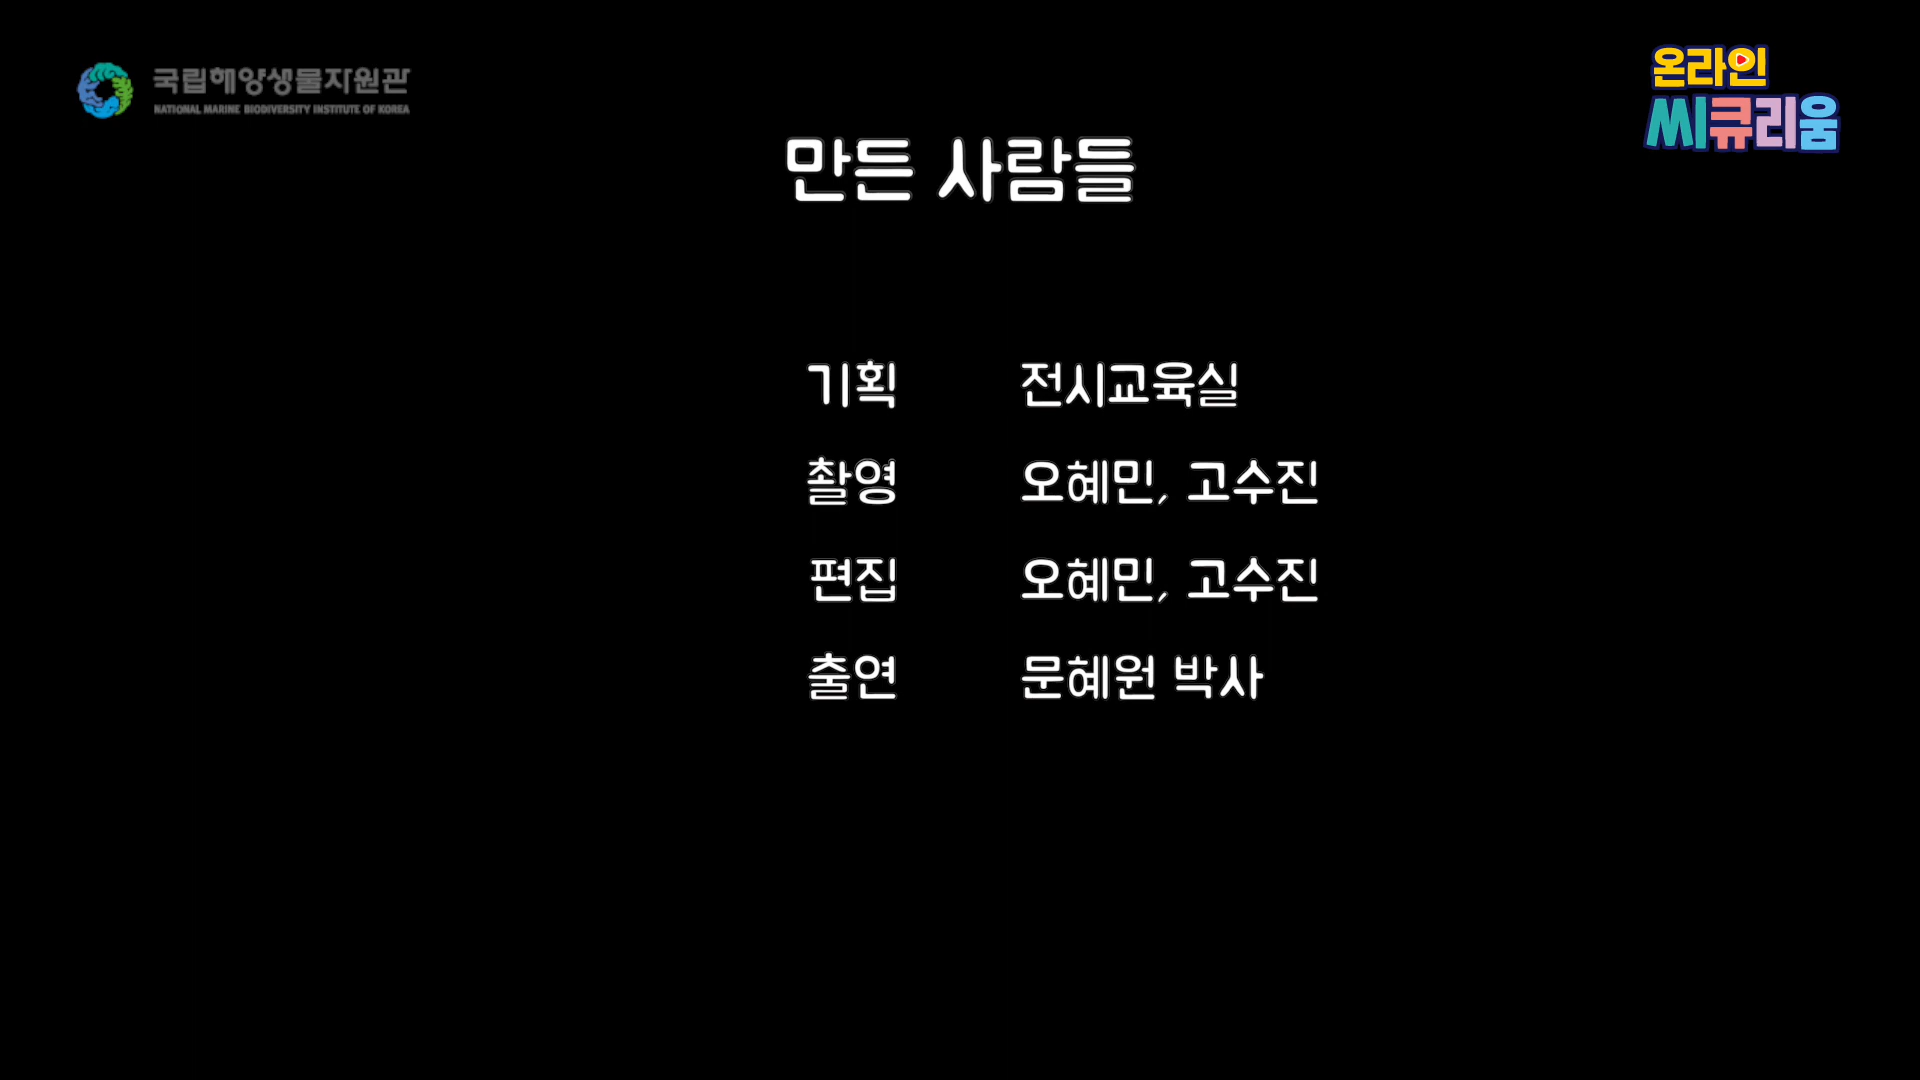 국립해양생물자원관
NATIONAL MARINE BIODIVERSITY INSTITUTE OF KOREA
온라인
씨큐리움
만든 사람들
기획 전시교육실
촬영 오혜민, 고수진
편집 오혜민, 고수진
출연 문혜원 박사